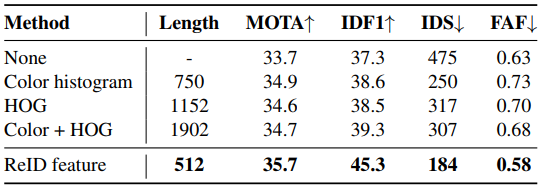 Method Length MOTA↑ IDF1↑ IDS↓ FAF↓
None - 33.7 37.3 475 0.63
Color histogram 750 34.9 38.6 250 0.73
HOG 1152 34.6 38.5 317 0.70
Color + HOG 1902 34.7 39.3 307 0.68
ReID feature 512 35.7 45.3 184 0.58